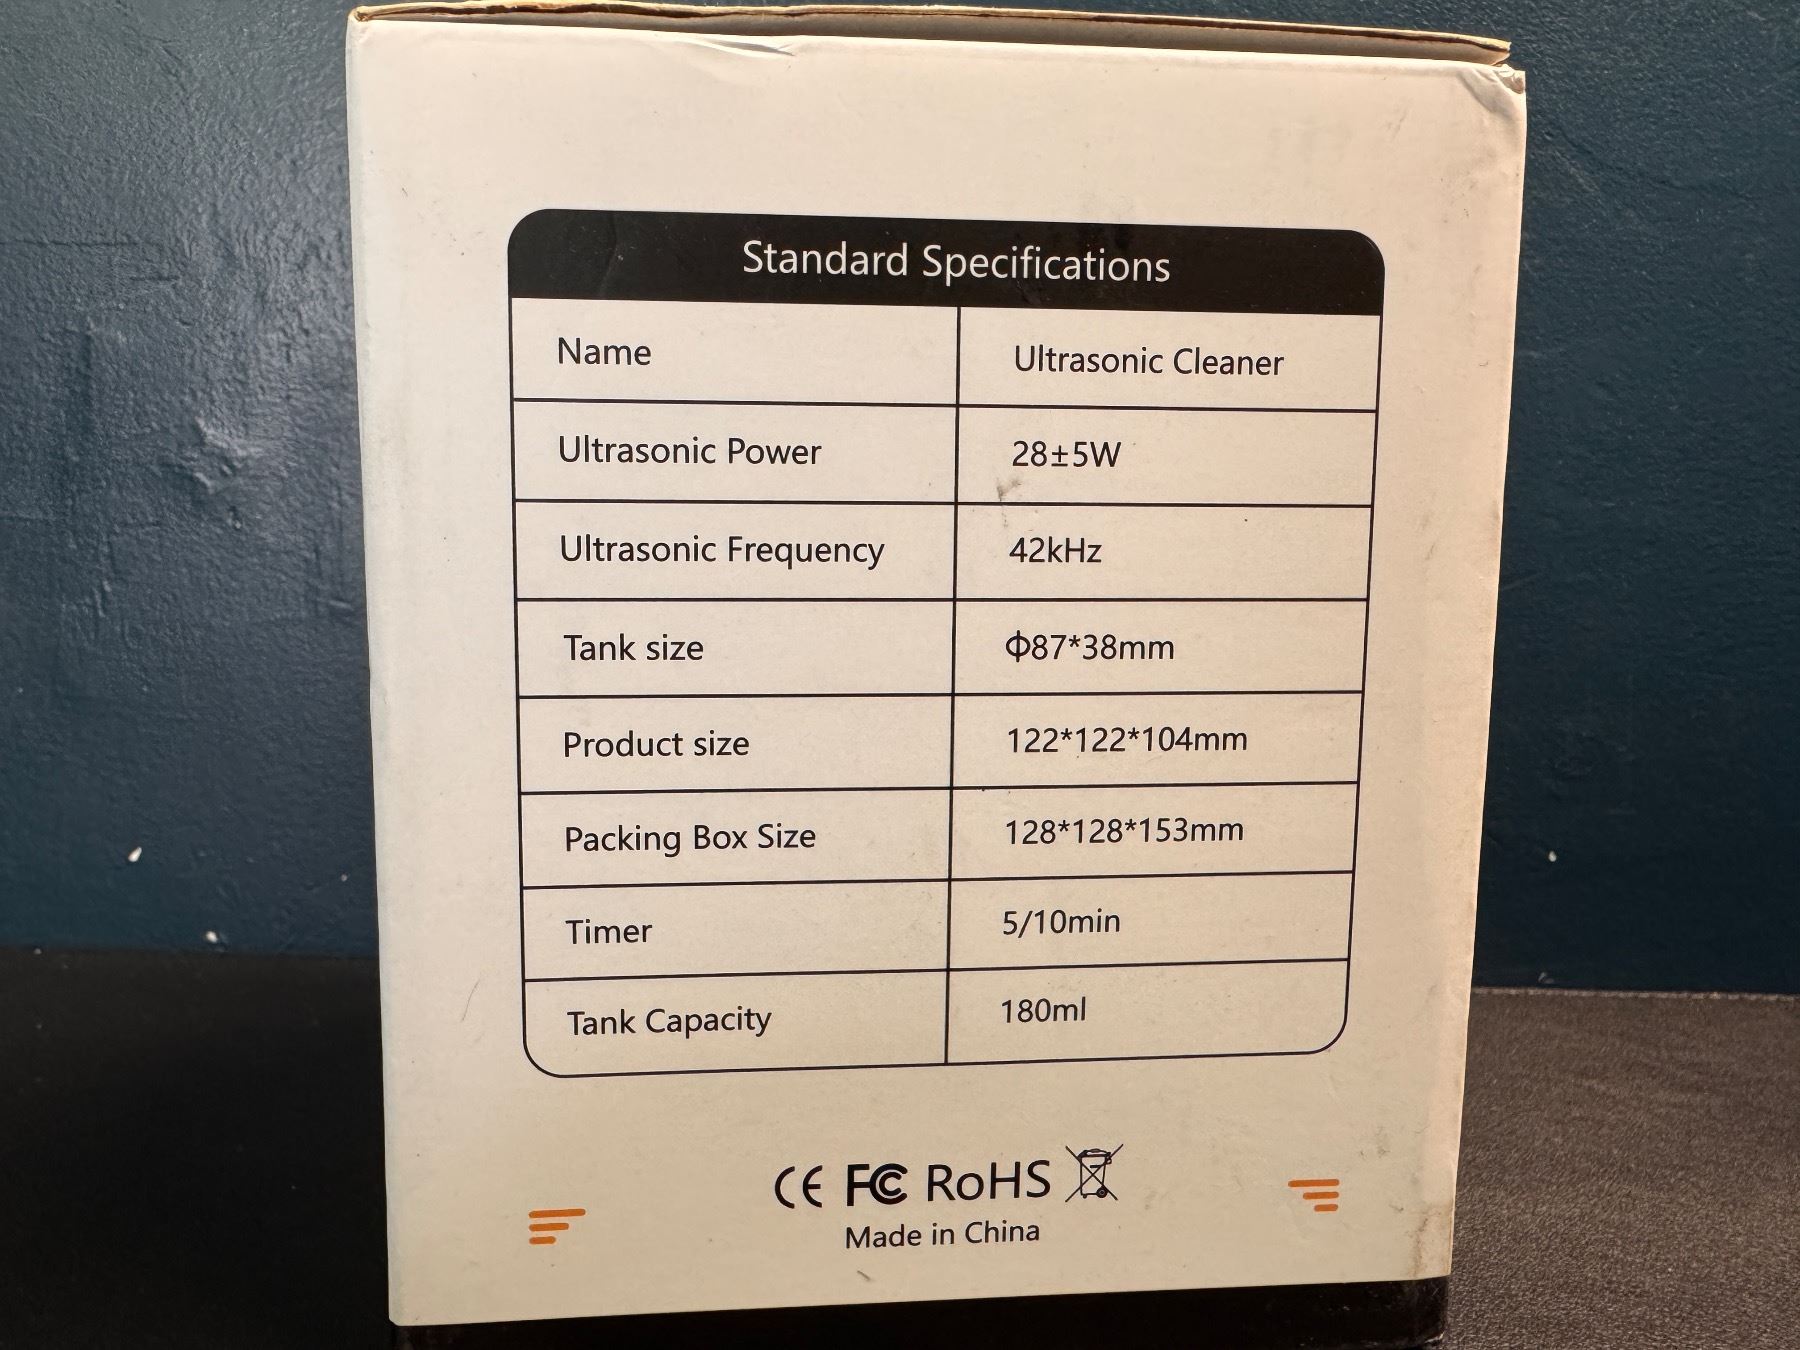 Standard Specifications
Name Ultrasonic Cleaner
Ultrasonic Power 28±5W
Ultrasonic Frequency 42kHz
Tank size Φ87*38mm
Product size 122*122*104mm
Packing Box Size 128*128*153mm
Timer 5/10min
Tank Capacity 180ml
CE FC RoHS
Made in China